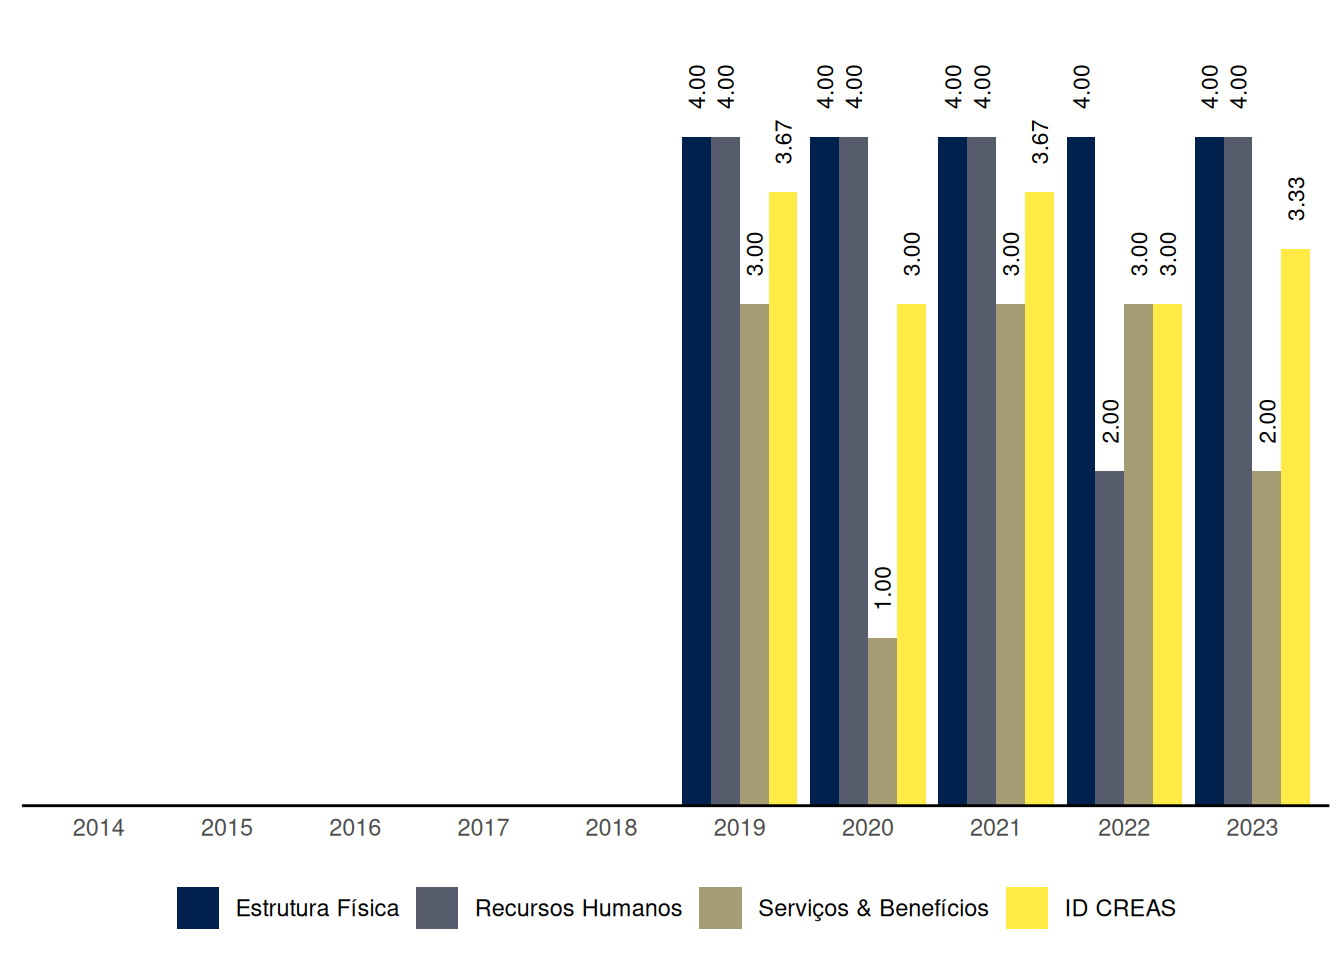 4.00 4.00 3.00 3.67 4.00 4.00 1.00 3.00 4.00 4.00 3.00 3.67 4.00 2.00 3.00 3.00 4.00 4.00 2.00 3.33
2014 2015 2016 2017 2018 2019 2020 2021 2022 2023
Estrutura Física Recursos Humanos Serviços & Benefícios ID CREAS